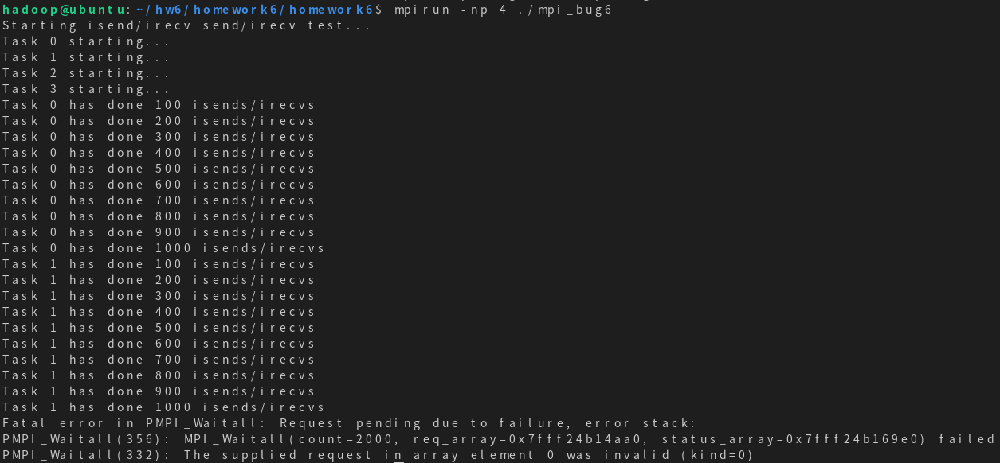 hadoop@ubuntu:~/hw6/homework6/homework6$ mpirun -np 4 ./mpi_bug6
Starting isend/irecv send/irecv test...
Task 0 starting...
Task 1 starting...
Task 2 starting...
Task 3 starting...
Task 0 has done 100 isends/irecvs
Task 0 has done 200 isends/irecvs
Task 0 has done 300 isends/irecvs
Task 0 has done 400 isends/irecvs
Task 0 has done 500 isends/irecvs
Task 0 has done 600 isends/irecvs
Task 0 has done 700 isends/irecvs
Task 0 has done 800 isends/irecvs
Task 0 has done 900 isends/irecvs
Task 0 has done 1000 isends/irecvs
Task 1 has done 100 isends/irecvs
Task 1 has done 200 isends/irecvs
Task 1 has done 300 isends/irecvs
Task 1 has done 400 isends/irecvs
Task 1 has done 500 isends/irecvs
Task 1 has done 600 isends/irecvs
Task 1 has done 700 isends/irecvs
Task 1 has done 800 isends/irecvs
Task 1 has done 900 isends/irecvs
Task 1 has done 1000 isends/irecvs
Fatal error in PMPI_Waitall: Request pending due to failure, error stack:
PMPI_Waitall(356): MPI_Waitall(count=2000, req_array=0x7fff24b14aa0, status_array=0x7fff24b169e0) failed
PMPI_Waitall(332): The supplied request in array element 0 was invalid (kind=0)